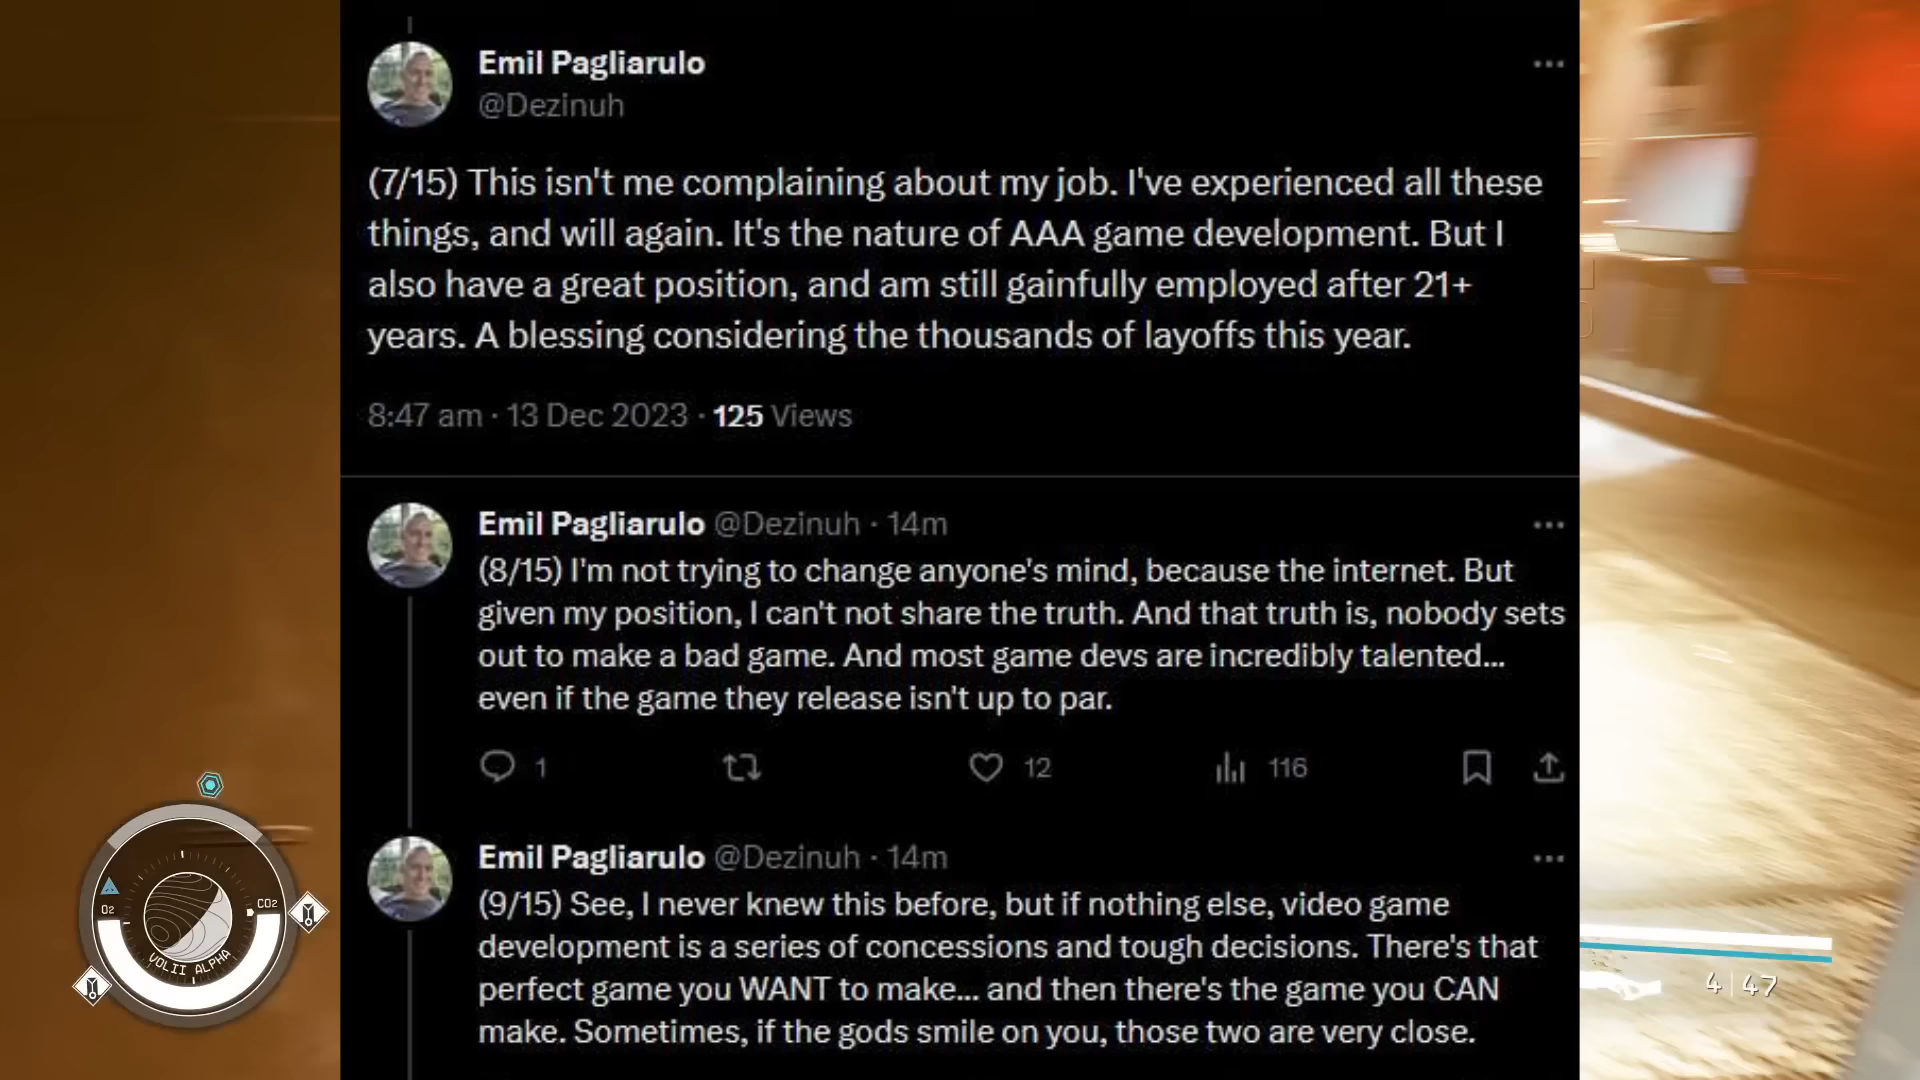 Emil Pagliarulo
@Dezinuh
(7/15) This isn't me complaining about my job. I've experienced all these
things, and will again. It's the nature of AAA game development. But I
also have a great position, and am still gainfully employed after 21+
years. A blessing considering the thousands of layoffs this year.
8:47 am · 13 Dec 2023 · 125 Views
Emil Pagliarulo @Dezinuh · 14m
(8/15) I'm not trying to change anyone's mind, because the internet. But
given my position, I can't not share the truth. And that truth is, nobody sets
out to make a bad game. And most game devs are incredibly talented...
even if the game they release isn't up to par.
1 12 116
Emil Pagliarulo @Dezinuh · 14m
(9/15) See, I never knew this before, but if nothing else, video game
development is a series of concessions and tough decisions. There's that
perfect game you WANT to make... and then there's the game you CAN
make. Sometimes, if the gods smile on you, those two are very close.
O2 CO2
VOLII ALPHA
4 | 47